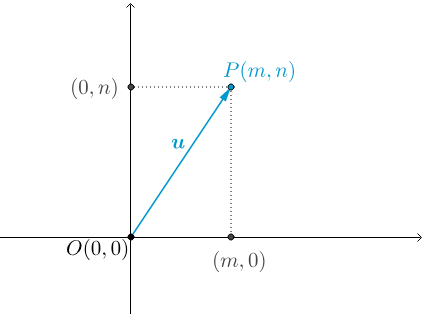 P(m, n)
(0, n)
u
O(0, 0)
(m, 0)